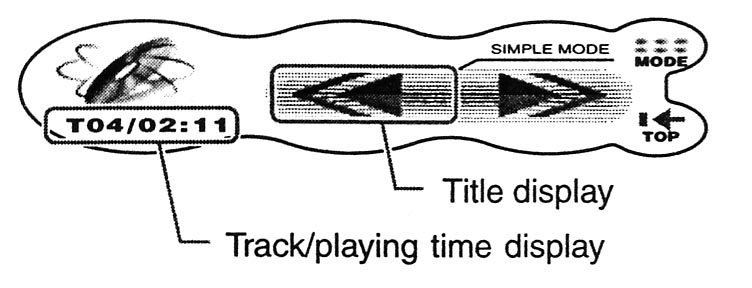 SIMPLE MODE
MODE
T04/02:11
TOP
Title display
Track/playing time display